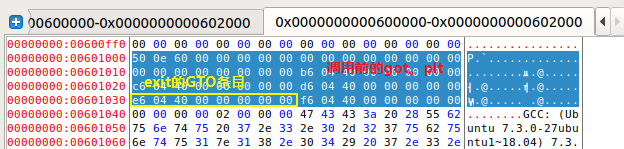 00600000-0x0000000000602000 0x0000000000600000-0x0000000000602000
00000000:00600ff0 00 00 00 00 00 00 00 00 00 00 00 00 00 00 00 00 ................
00000000:00601000 50 0e 60 00 00 00 00 00 00 00 00 00 00 00 00 00 P.`.............
调用前的got、plt
00000000:00601010 00 00 00 00 00 00 00 00 b6 04 40 00 00 00 00 00 ..........@.....
exit的GTO条目
00000000:00601020 04 40 00 00 00 00 00 d6 04 40 00 00 00 00 00 .@.......@.....
00000000:00601030 e6 04 40 00 00 00 00 00 f6 04 40 00 00 00 00 00 .@.......@.....
00000000:00601040 00 00 00 00 02 00 00 00 47 43 43 3a 20 28 55 62 ........GCC: (Ub
00000000:00601050 75 6e 74 75 20 37 2e 33 2e 30 2d 32 37 75 62 75 untu 7.3.0-27ubu
00000000:00601060 6e 74 75 31 7e 31 38 2e 30 34 29 20 37 2e 33 2e ntu1~18.04) 7.3.